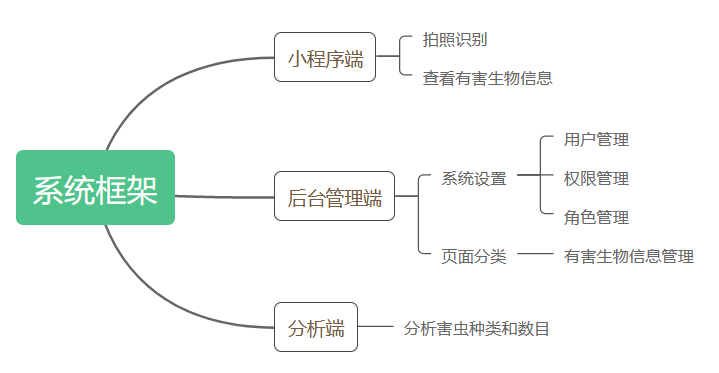 系统框架
小程序端
拍照识别
查看有害生物信息
后台管理端
系统设置
用户管理
权限管理
角色管理
页面分类
有害生物信息管理
分析端
分析害虫种类和数目